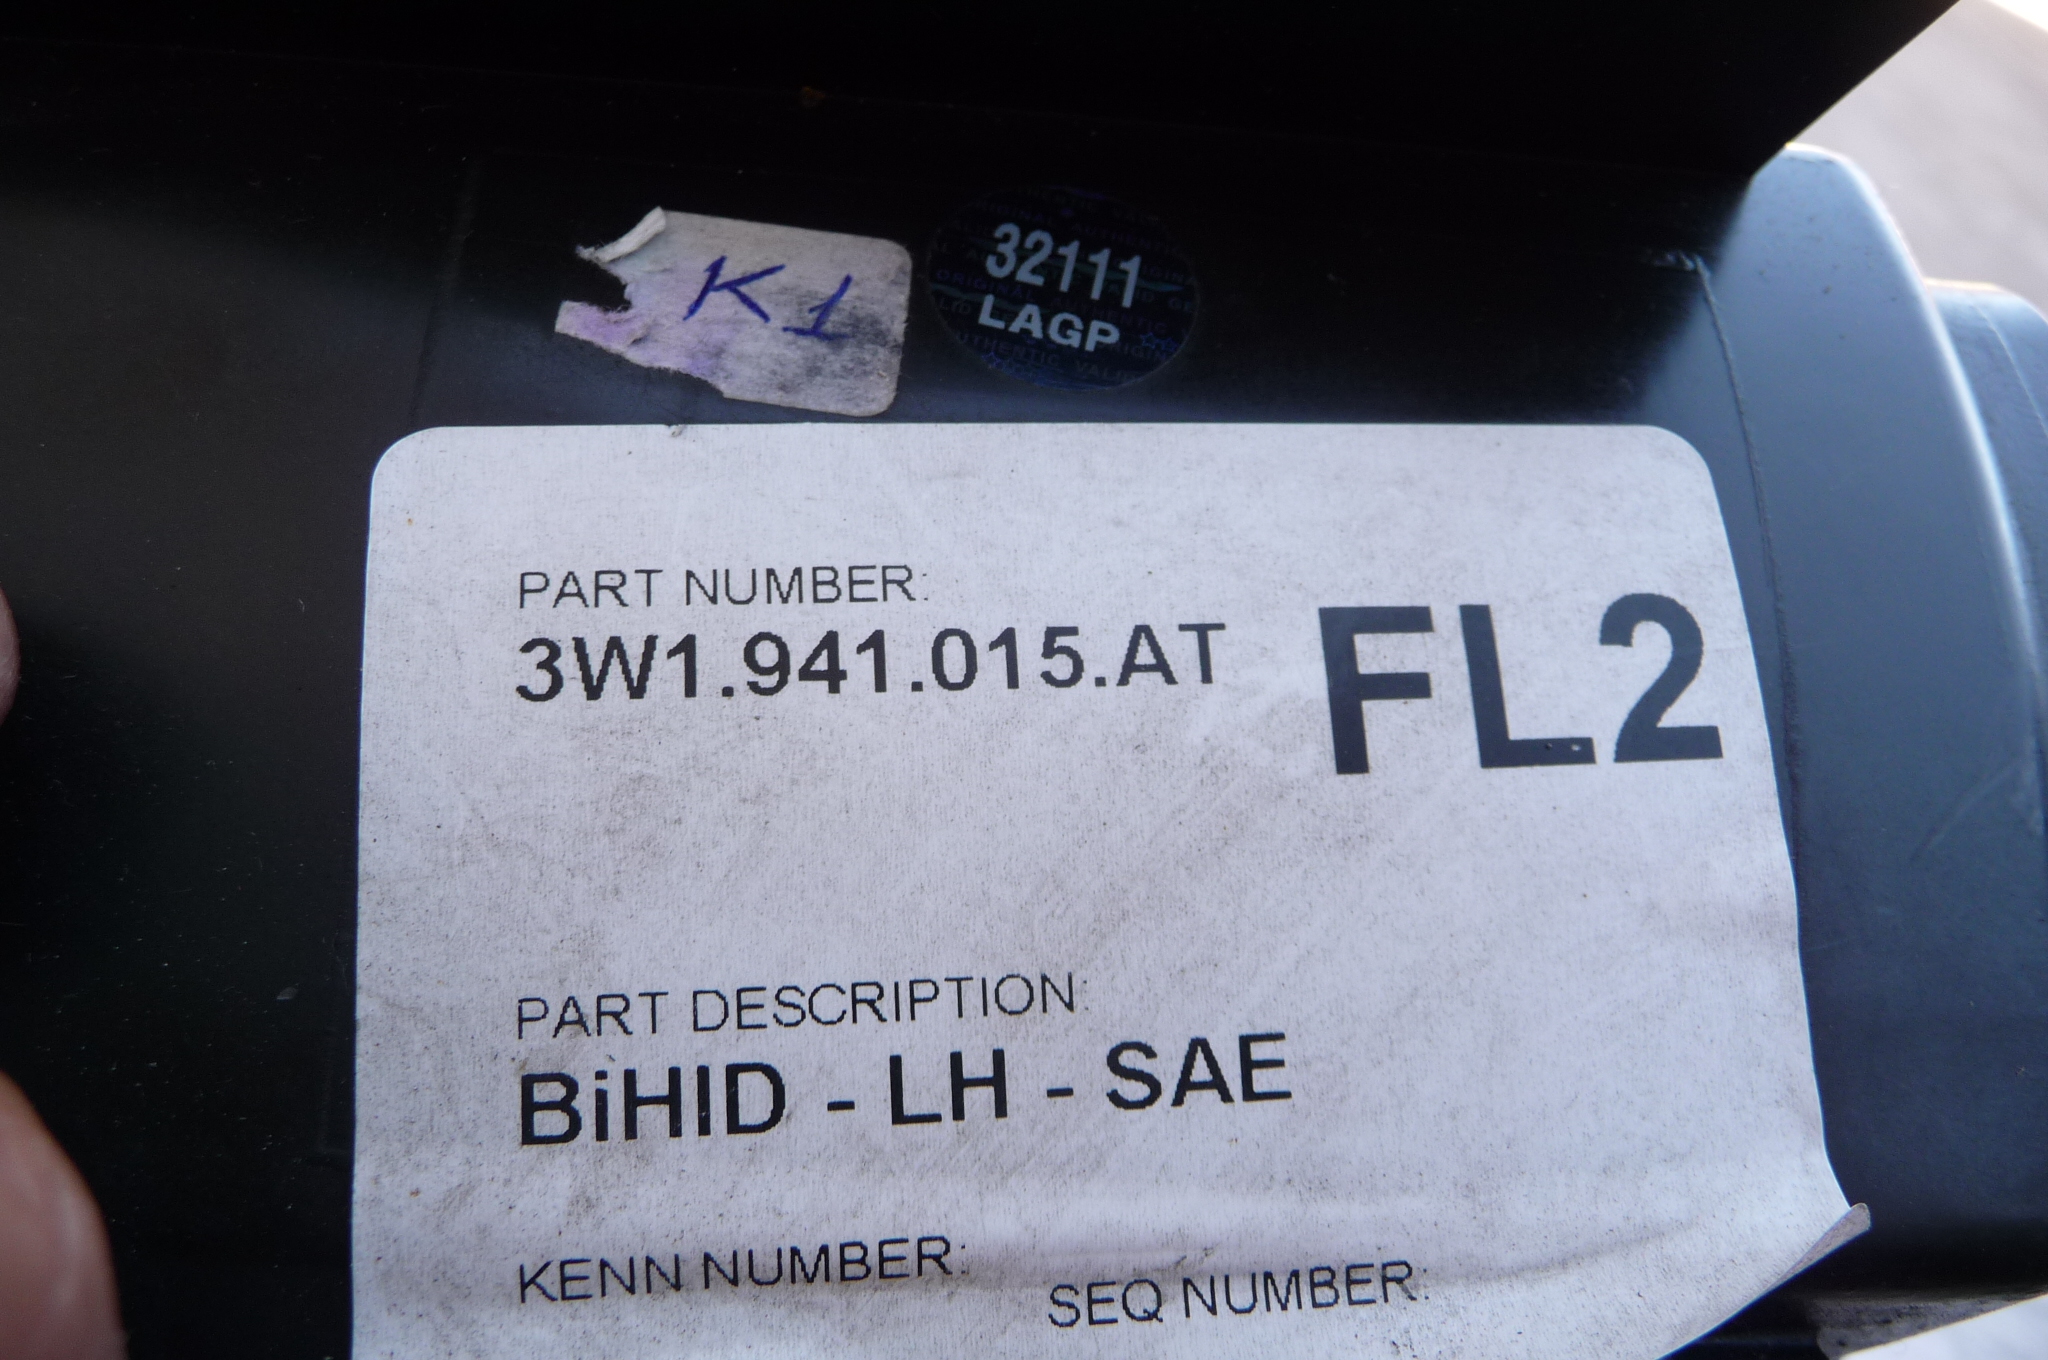 K1
32111
LAGP
PART NUMBER:
3W1.941.015.AT
FL2
PART DESCRIPTION:
BiHID - LH - SAE
KENN NUMBER:
SEQ NUMBER: